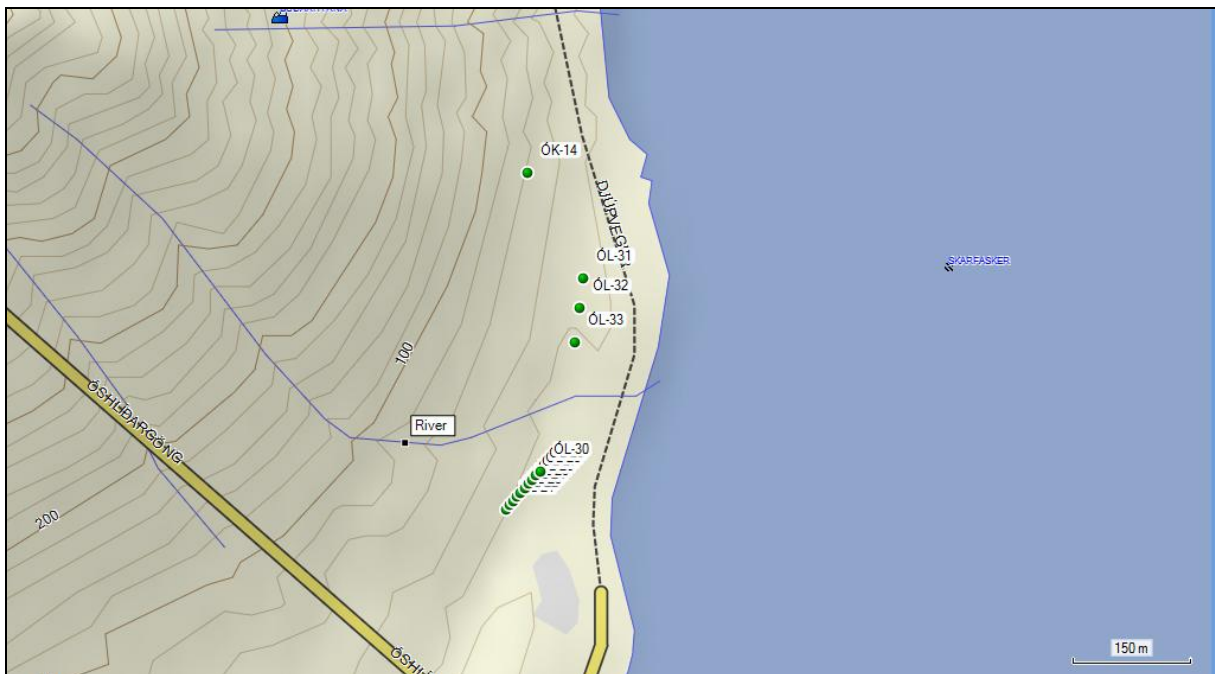 ÓK-14
DJÚPVEGUR
ÓL-31
SKARFASKER
ÓL-32
ÓL-33
100
ÓSHLÍÐARGÖNG
River
ÓL-30
200
150 m